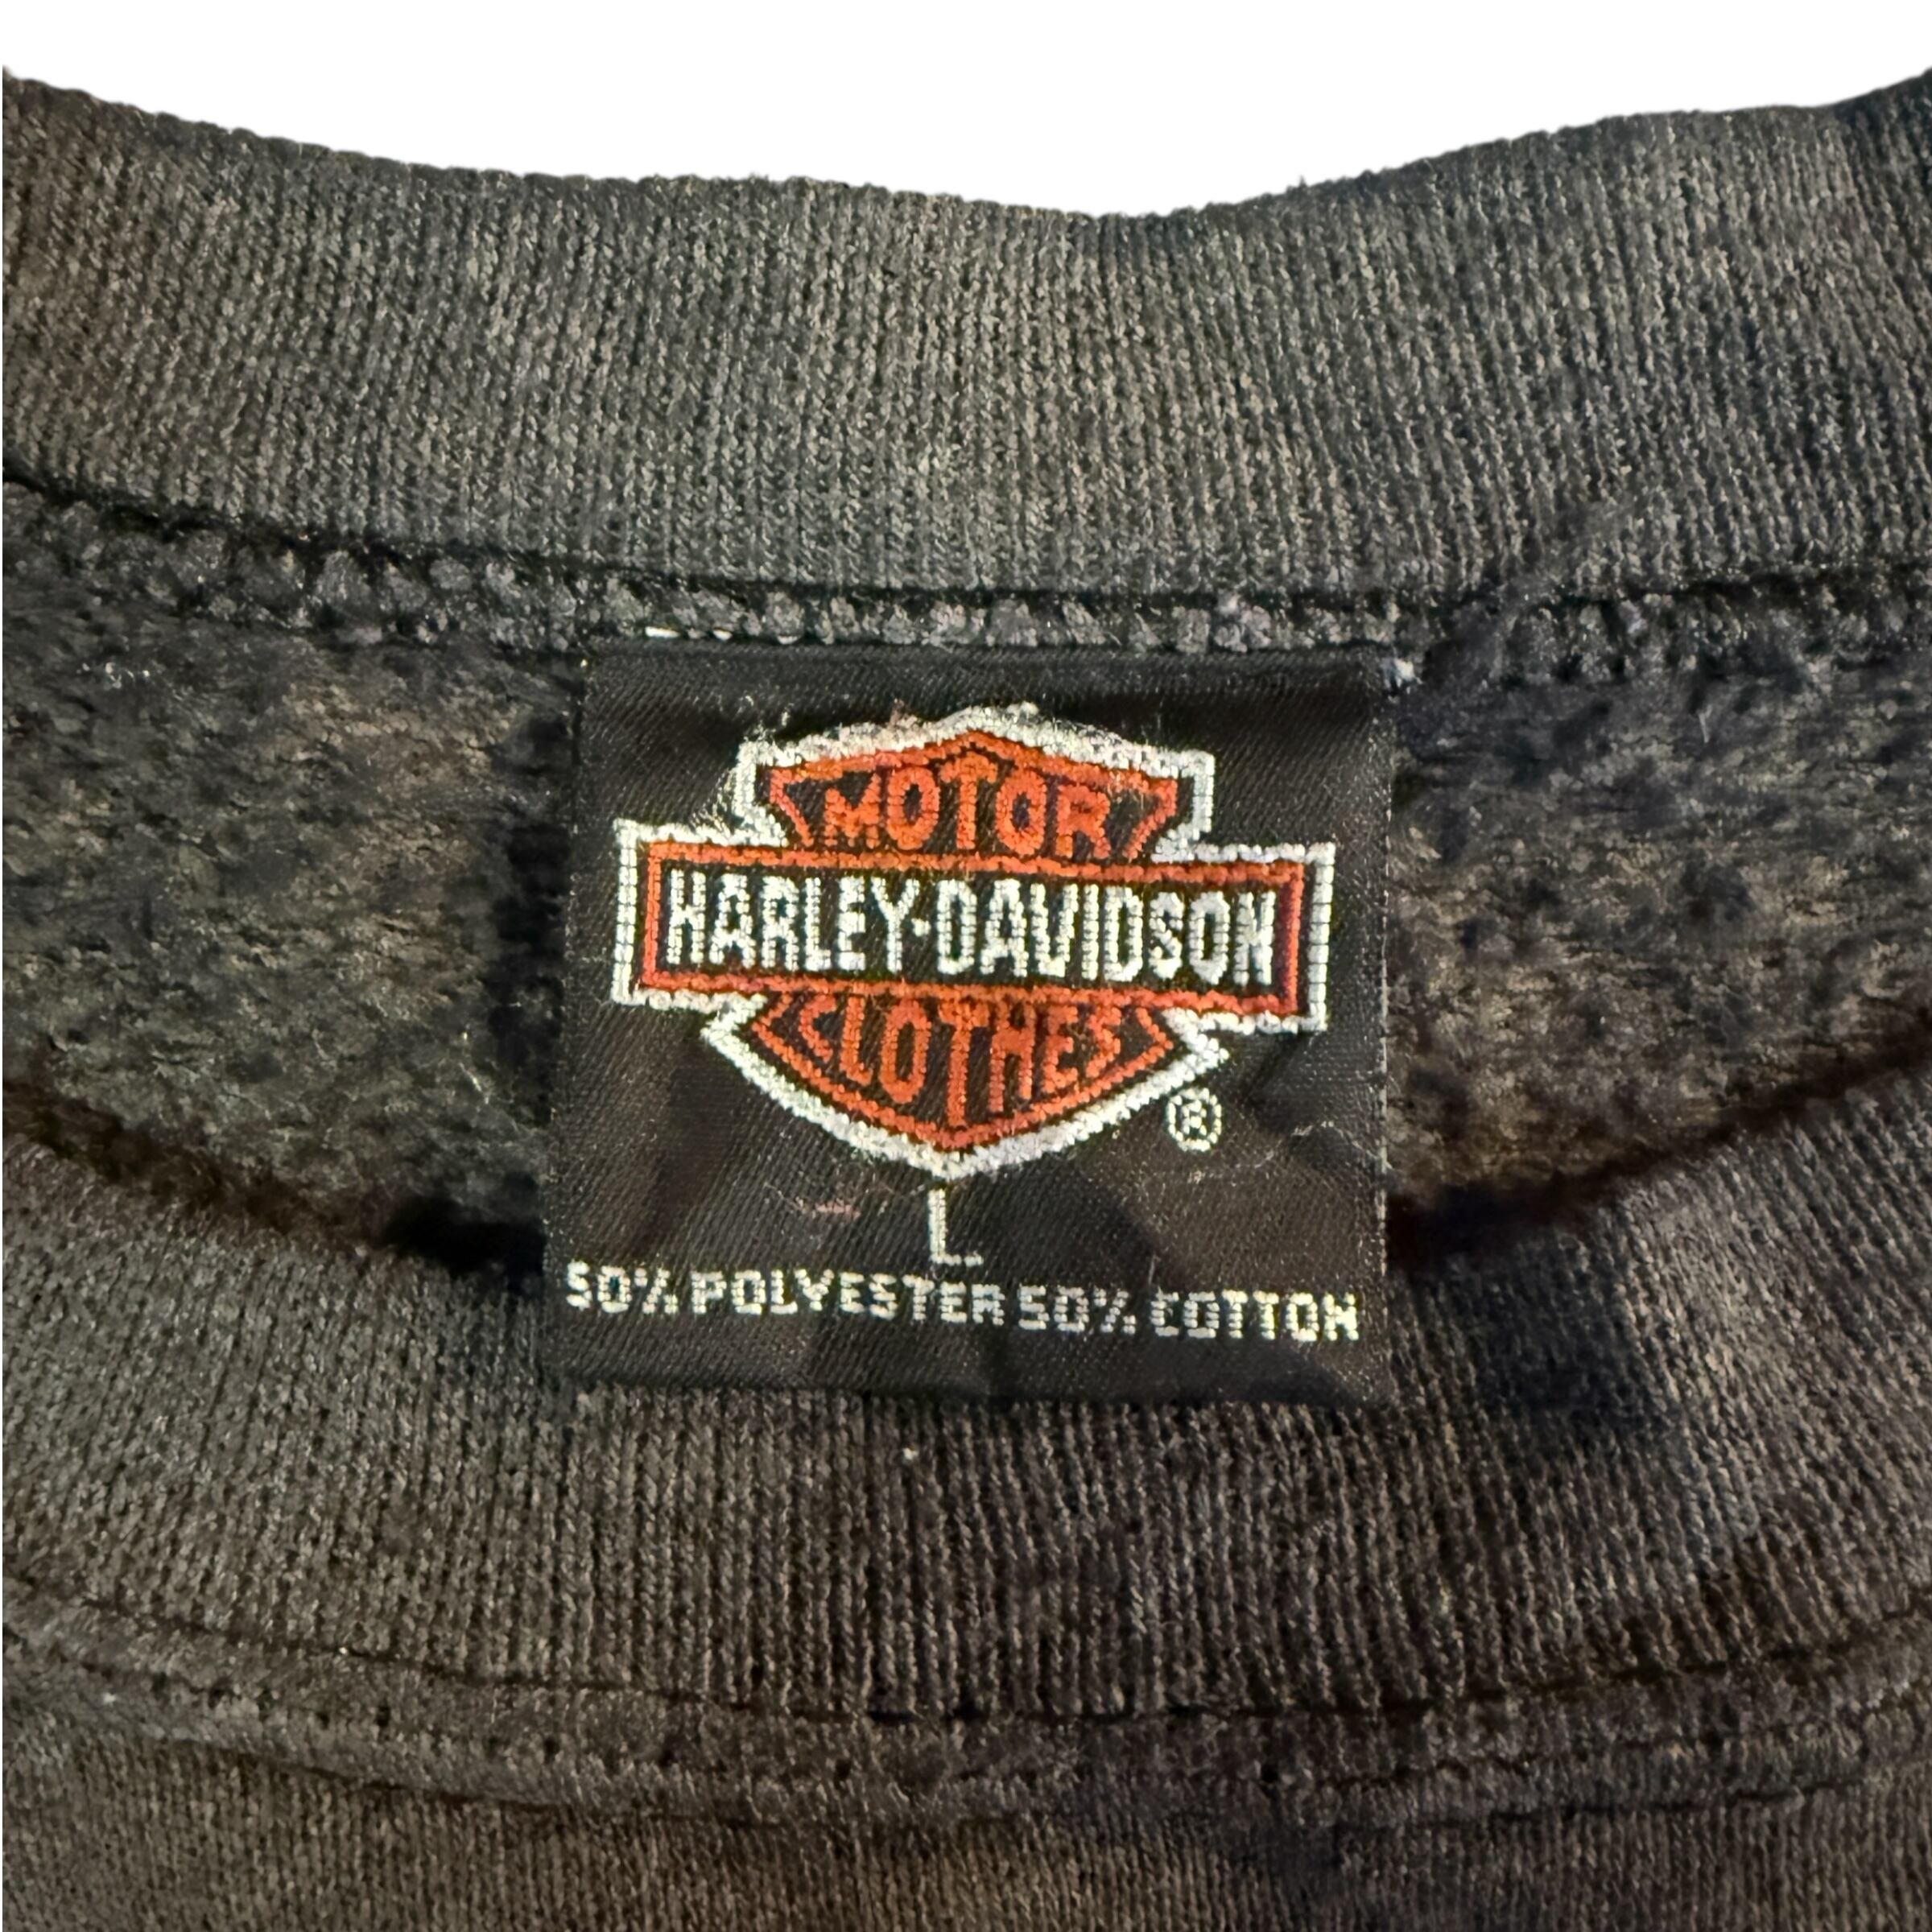 MOTOR
HARLEY-DAVIDSON
CLOTHES
®
L
50% POLYESTER 50% COTTON